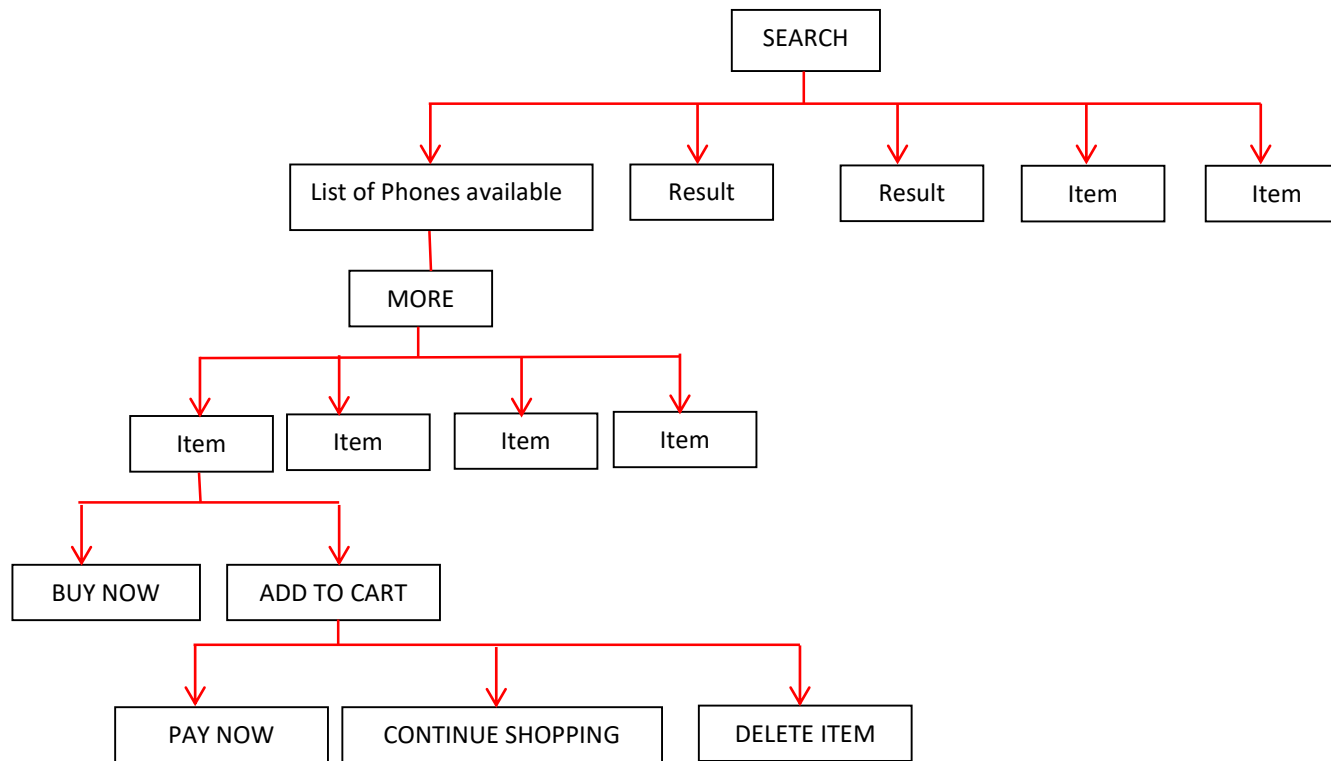 SEARCH
List of Phones available
Result
Result
Item
Item
MORE
Item
Item
Item
Item
BUY NOW
ADD TO CART
PAY NOW
CONTINUE SHOPPING
DELETE ITEM